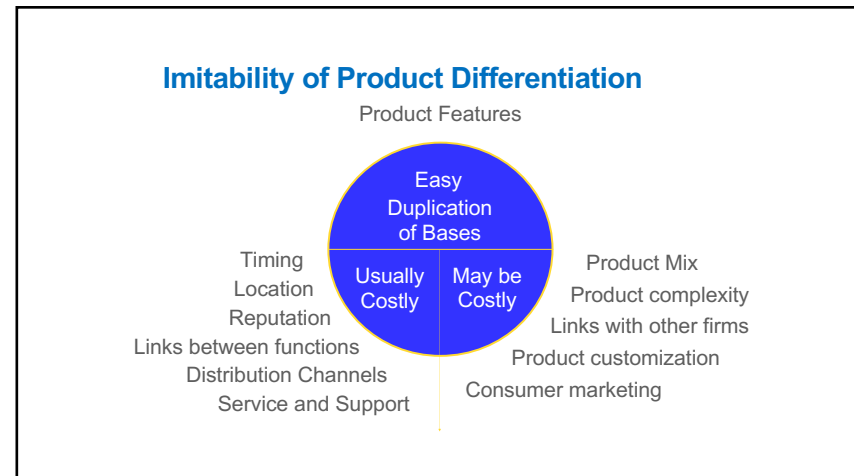 Imitability of Product Differentiation
Product Features
Easy
Duplication
of Bases
Usually
Costly
May be
Costly
Timing
Location
Reputation
Links between functions
Distribution Channels
Service and Support
Product Mix
Product complexity
Links with other firms
Product customization
Consumer marketing